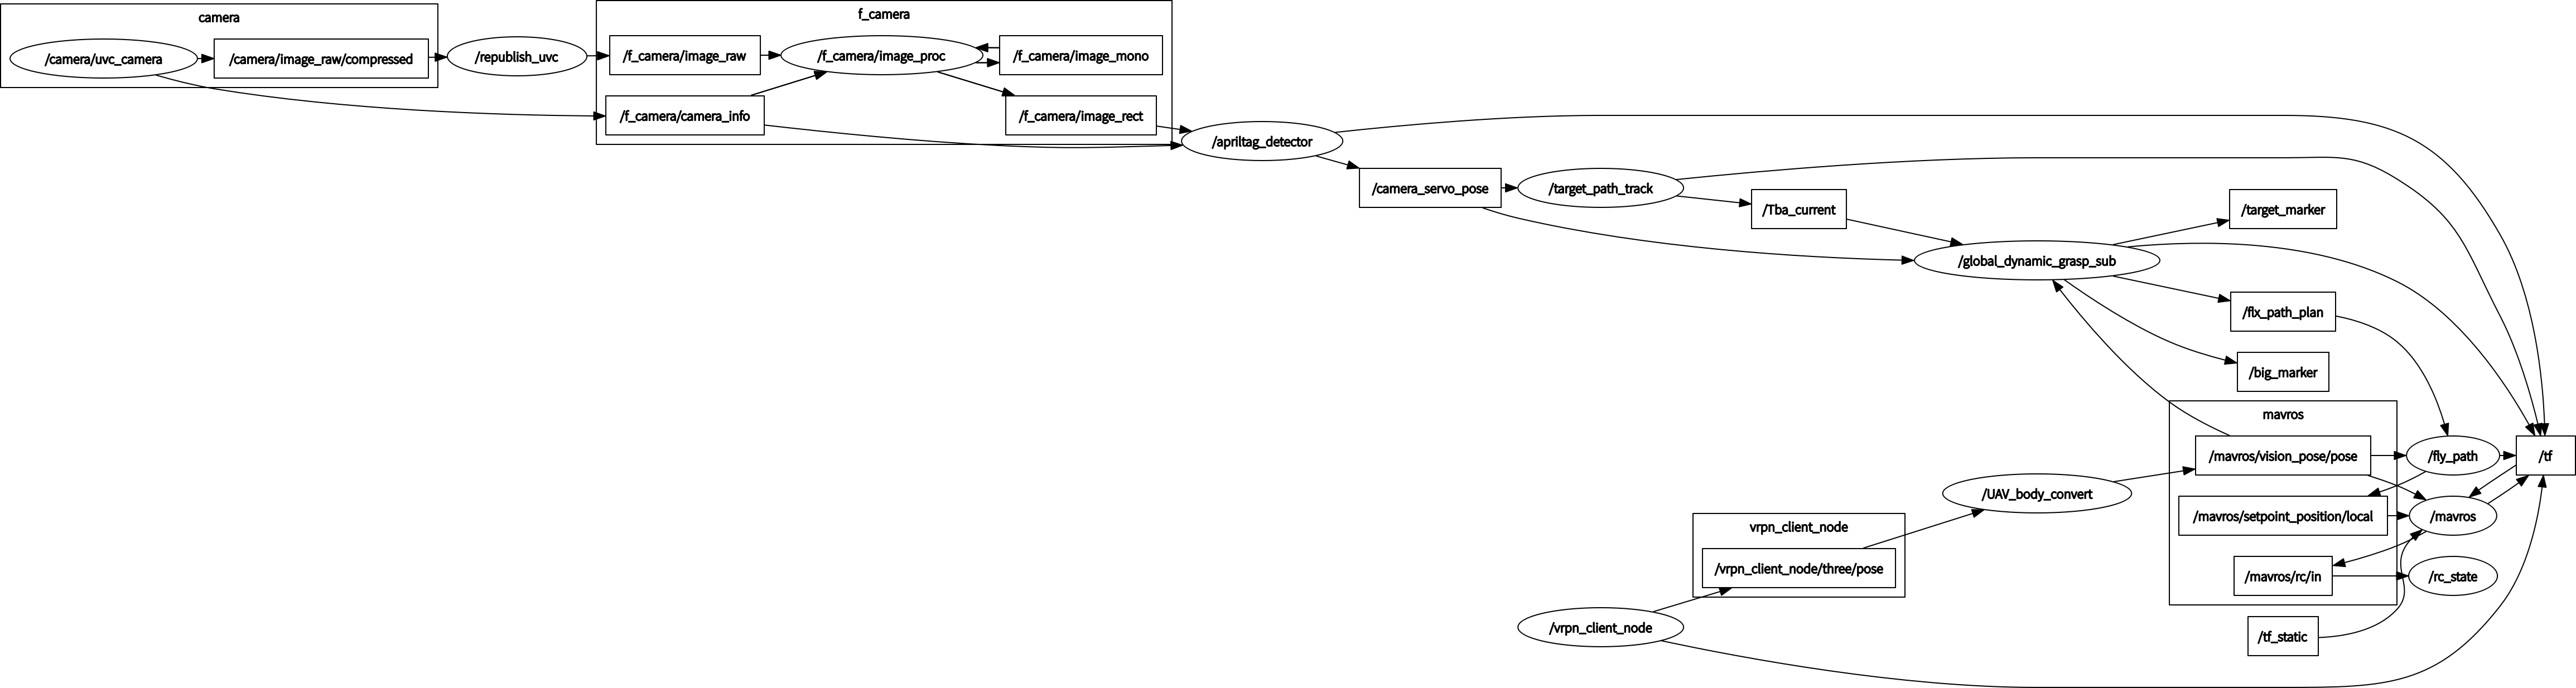 camera
/camera/uvc_camera
/camera/image_raw/compressed
/republish_uvc
f_camera
/f_camera/image_raw
/f_camera/image_proc
/f_camera/image_mono
/f_camera/camera_info
/f_camera/image_rect
/apriltag_detector
/camera_servo_pose
/target_path_track
/Tba_current
/target_marker
/global_dynamic_grasp_sub
/flx_path_plan
/big_marker
mavros
/mavros/vision_pose/pose
/fly_path
/tf
/UAV_body_convert
/mavros/setpoint_position/local
/mavros
vrpn_client_node
/vrpn_client_node/three/pose
/mavros/rc/in
/rc_state
/vrpn_client_node
/tf_static